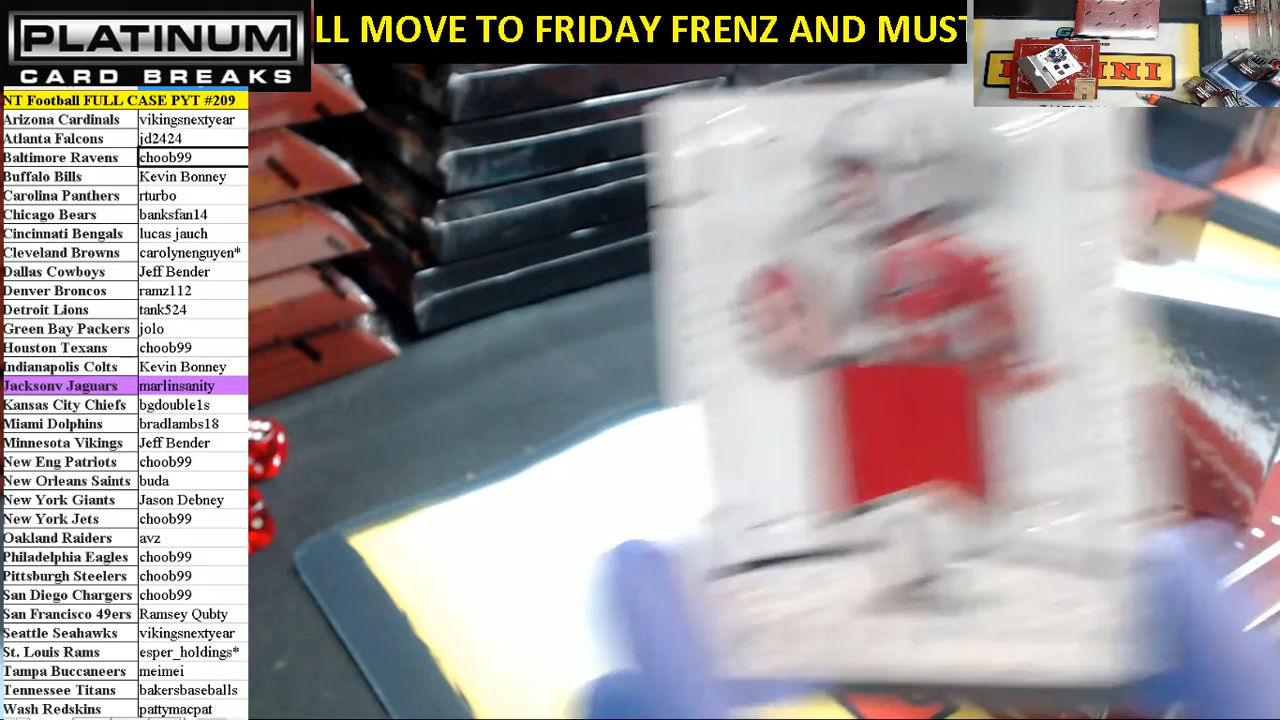 PLATINUM
CARD BREAKS
LL MOVE TO FRIDAY FRENZ AND MUST
NT Football FULL CASE PYT #209
Arizona Cardinals vikingsnextyear
Atlanta Falcons jd2424
Baltimore Ravens choob99
Buffalo Bills Kevin Bonney
Carolina Panthers rturbo
Chicago Bears banksfan14
Cincinnati Bengals lucas jauch
Cleveland Browns carolynenguyen*
Dallas Cowboys Jeff Bender
Denver Broncos ramz112
Detroit Lions tank524
Green Bay Packers jolo
Houston Texans choob99
Indianapolis Colts Kevin Bonney
Jacksonv Jaguars marlinsanity
Kansas City Chiefs bgdouble1s
Miami Dolphins bradlambs18
Minnesota Vikings Jeff Bender
New Eng Patriots choob99
New Orleans Saints buda
New York Giants Jason Debney
New York Jets choob99
Oakland Raiders avz
Philadelphia Eagles choob99
Pittsburgh Steelers choob99
San Diego Chargers choob99
San Francisco 49ers Ramsey Qubty
Seattle Seahawks vikingsnextyear
St. Louis Rams esper_holdings*
Tampa Buccaneers meimei
Tennessee Titans bakersbaseballs
Wash Redskins pattymacpat